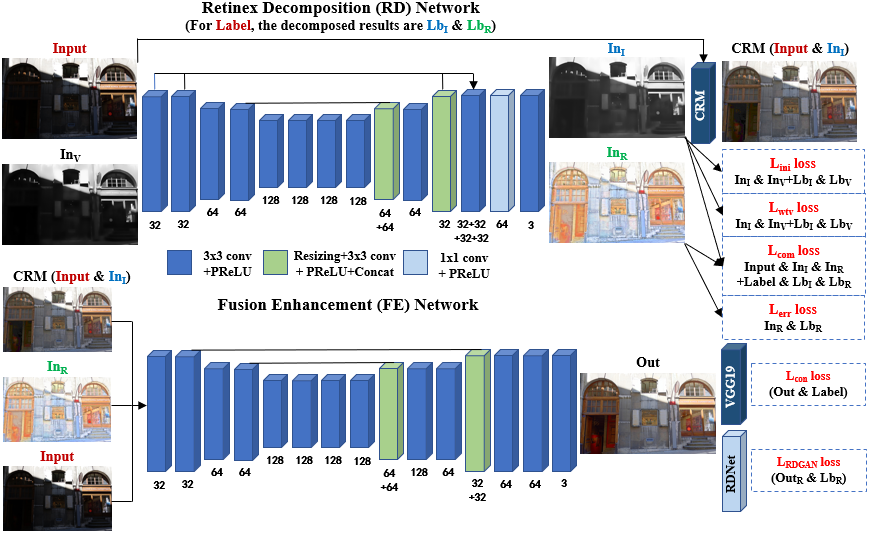 Retinex Decomposition (RD) Network
(For Label, the decomposed results are LbI & LbR)
Input
InI
CRM (Input & InI)
CRM
InV
InR
Lini loss
InI & InV+LbI & LbV
Lwtv loss
InI & InV+LbI & LbV
Lcom loss
Input & InI & InR
+Label & LbI & LbR
Lerr loss
InR & LbR
32
32
64
64
128
128
128
128
64
+64
64
32
32+32
+32+32
64
3
3x3 conv
+PReLU
Resizing+3x3 conv
+ PReLU+Concat
1x1 conv
+ PReLU
CRM (Input & InI)
Fusion Enhancement (FE) Network
InR
Input
32
32
64
64
128
128
128
128
64
+64
128
64
32
+32
64
64
3
Out
VGG19
Lcon loss
(Out & Label)
RDNet
LRDGAN loss
(OutR & LbR)